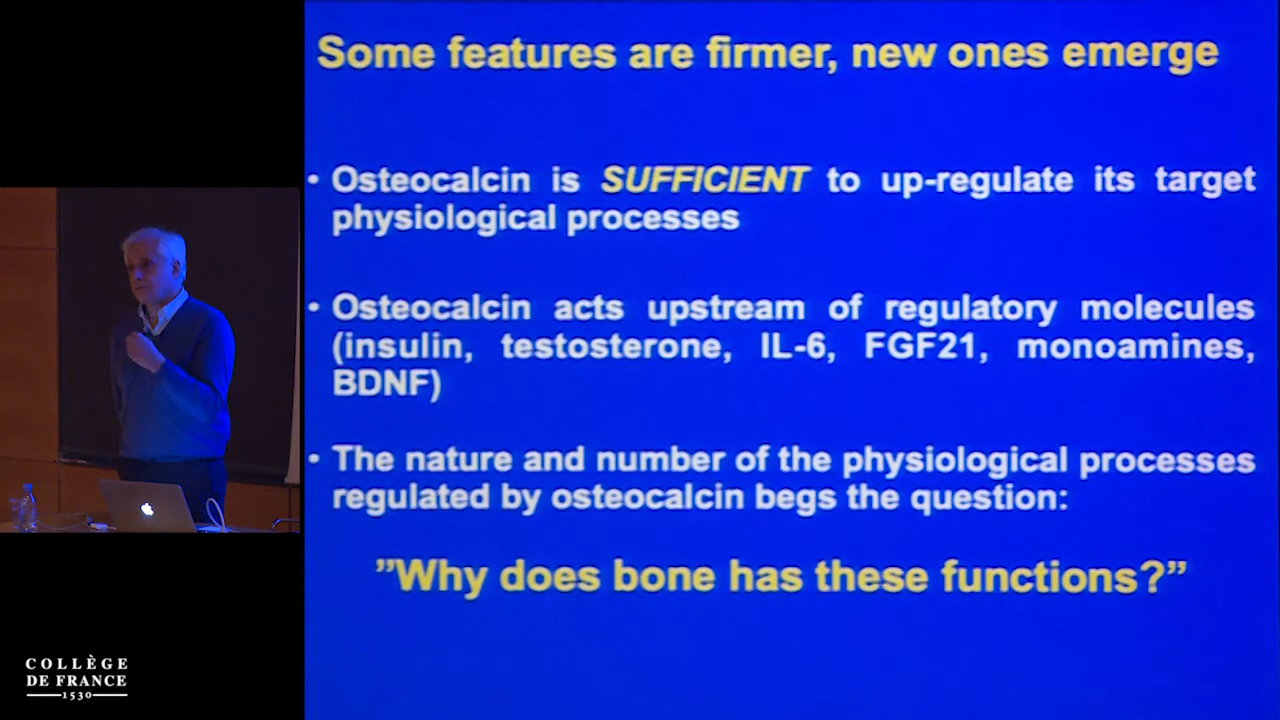 Some features are firmer, new ones emerge
• Osteocalcin is SUFFICIENT to up-regulate its target
physiological processes
• Osteocalcin acts upstream of regulatory molecules
(insulin, testosterone, IL-6, FGF21, monoamines,
BDNF)
• The nature and number of the physiological processes
regulated by osteocalcin begs the question:
”Why does bone has these functions?”
COLLÈGE
DE FRANCE
1530